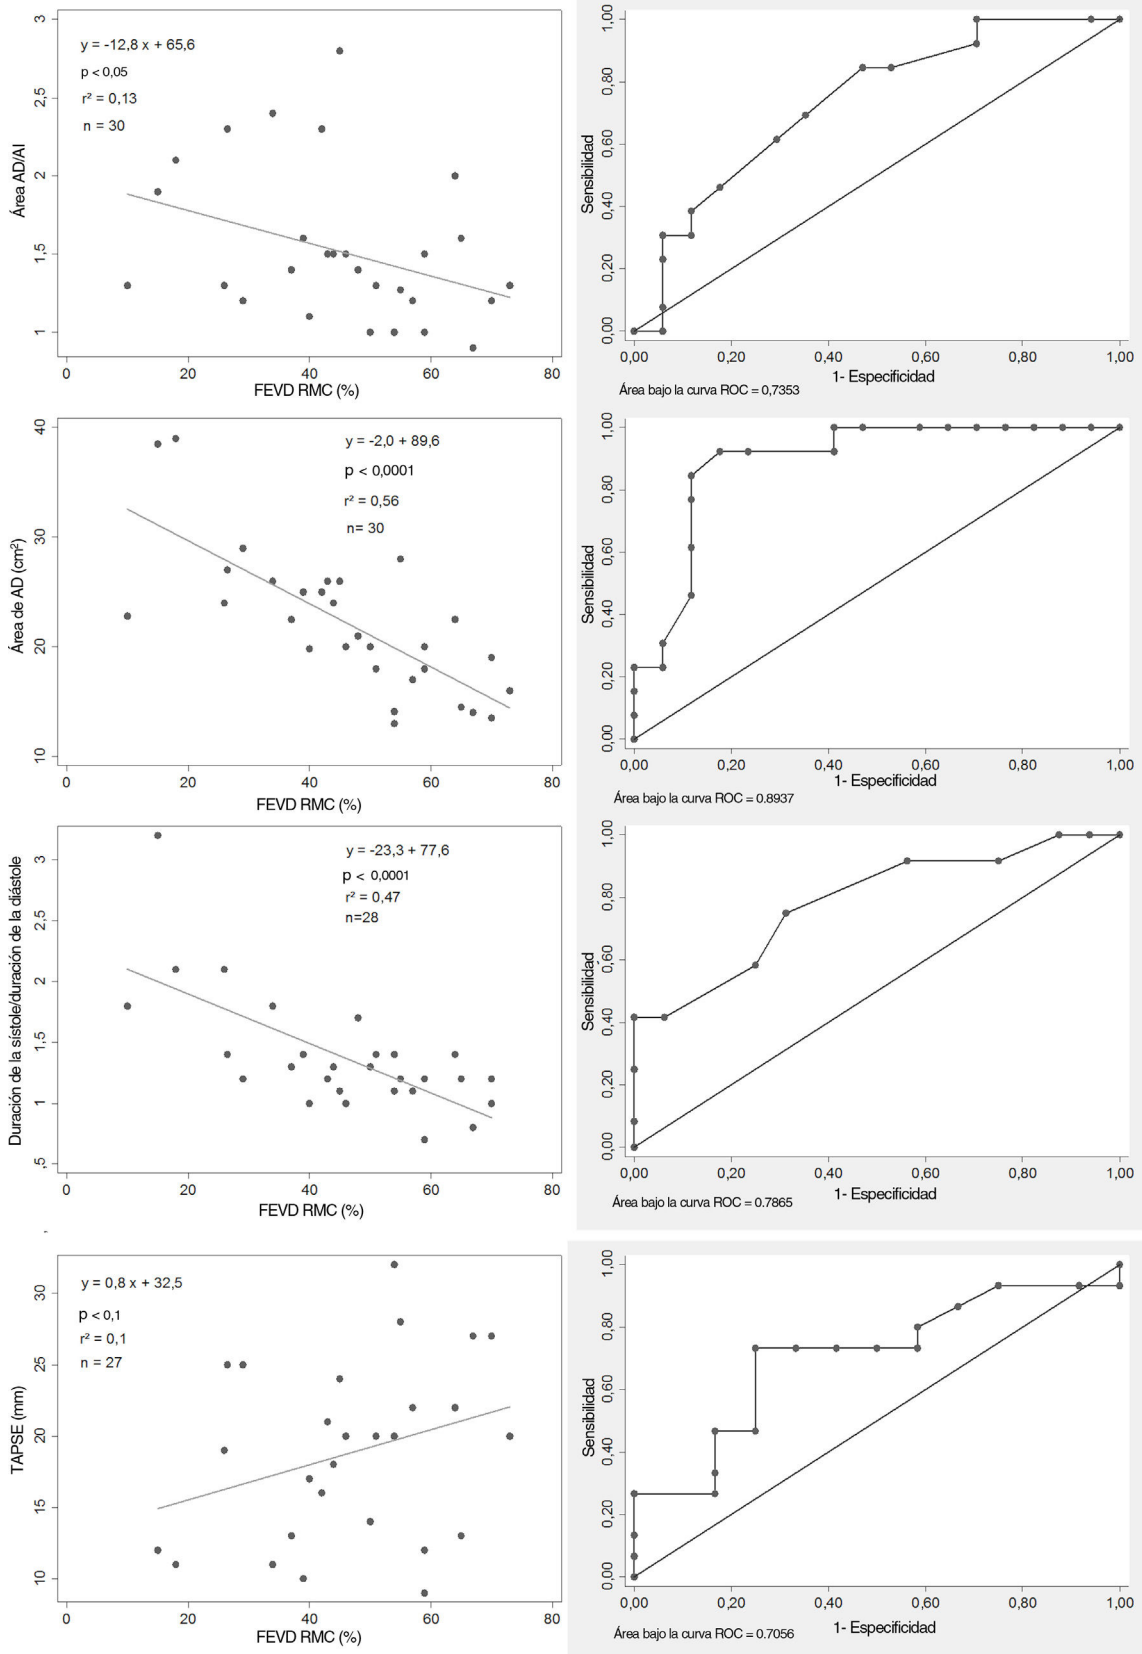 y = -12,8 x + 65,6
p < 0,05
r² = 0,13
n = 30
Área AD/AI
3
2,5
2
1,5
1
0
20
40
60
80
FEVD RMC (%)
Sensibilidad
1,00
0,80
0,60
0,40
0,20
0,00
0,00
0,20
0,40
0,60
0,80
1,00
1- Especificidad
Área bajo la curva ROC = 0,7353
y = -2,0 + 89,6
p < 0,0001
r² = 0,56
n= 30
Área de AD (cm²)
40
30
20
10
0
20
40
60
80
FEVD RMC (%)
Sensibilidad
1,00
0,80
0,60
0,40
0,20
0,00
0,00
0,20
0,40
0,60
0,80
1,00
1- Especificidad
Área bajo la curva ROC = 0.8937
y = -23,3 + 77,6
p < 0,0001
r² = 0,47
n=28
Duración de la sístole/duración de la diástole
3
2,5
2
1,5
1
,5
0
20
40
60
80
FEVD RMC (%)
Sensibilidad
1,00
0,80
0,60
0,40
0,20
0,00
0,00
0,20
0,40
0,60
0,80
1,00
1- Especificidad
Área bajo la curva ROC = 0.7865
y = 0,8 x + 32,5
p < 0,1
r² = 0,1
n = 27
TAPSE (mm)
30
25
20
15
10
0
20
40
60
80
FEVD RMC (%)
Sensibilidad
1,00
0,80
0,60
0,40
0,20
0,00
0,00
0,20
0,40
0,60
0,80
1,00
1- Especificidad
Área bajo la curva ROC = 0.7056